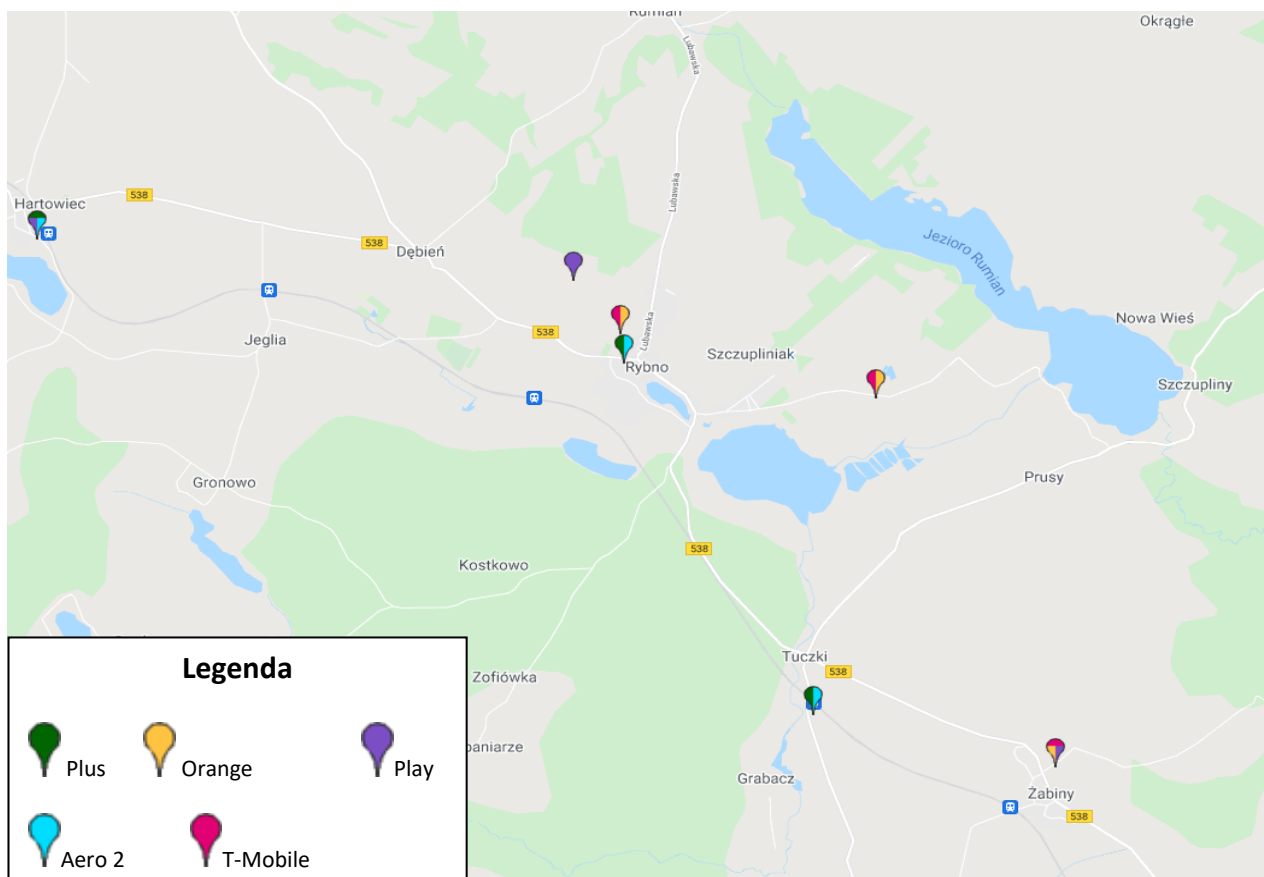 Rumian
Okrągłe
Lubawska
538
Hartowiec
Lubawska
538
Dębień
Jezioro Rumian
Nowa Wieś
538
Lubawska
Jeglia
Szczupliniak
Rybno
Szczupliny
Gronowo
Prusy
538
Kostkowo
Tuczki
538
Zofiówka
Grabacz
Żabiny
538
Legenda
Plus
Orange
Play
Aero 2
T-Mobile